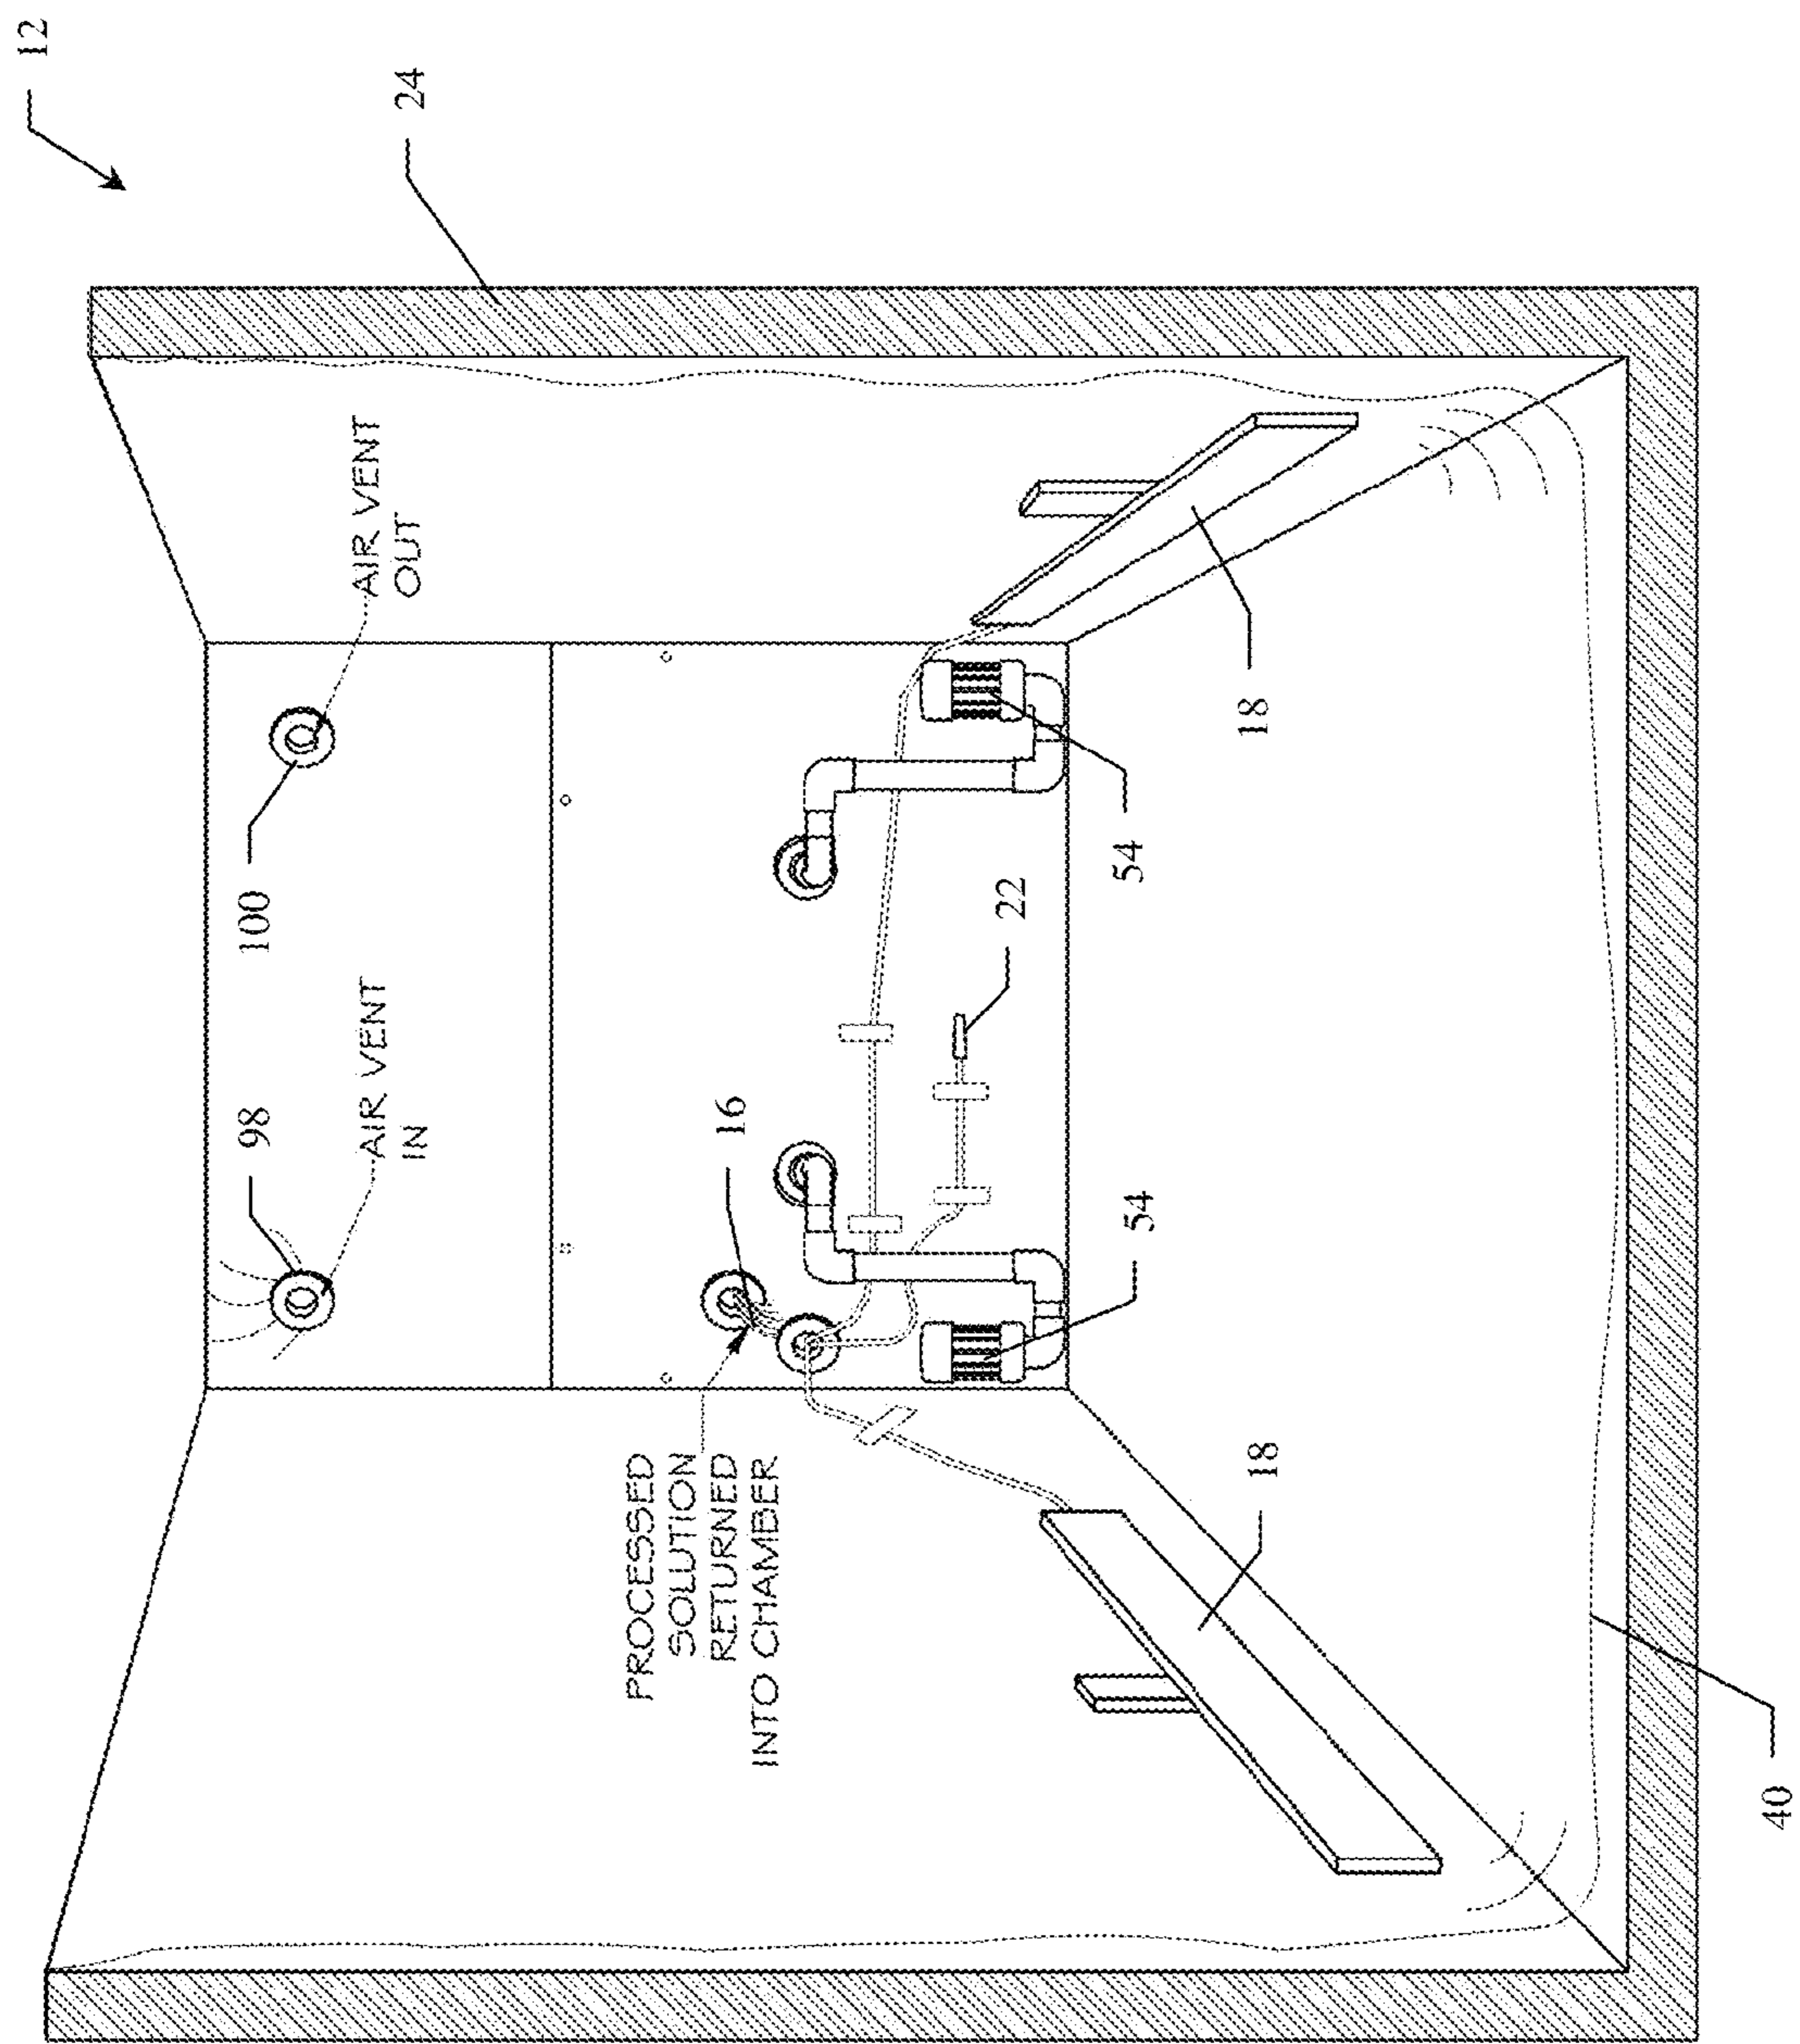 12
98
100
AIR VENT
IN
AIR VENT
OUT
24
PROCESSED
SOLUTION
RETURNED
INTO CHAMBER
16
22
54
54
18
18
40